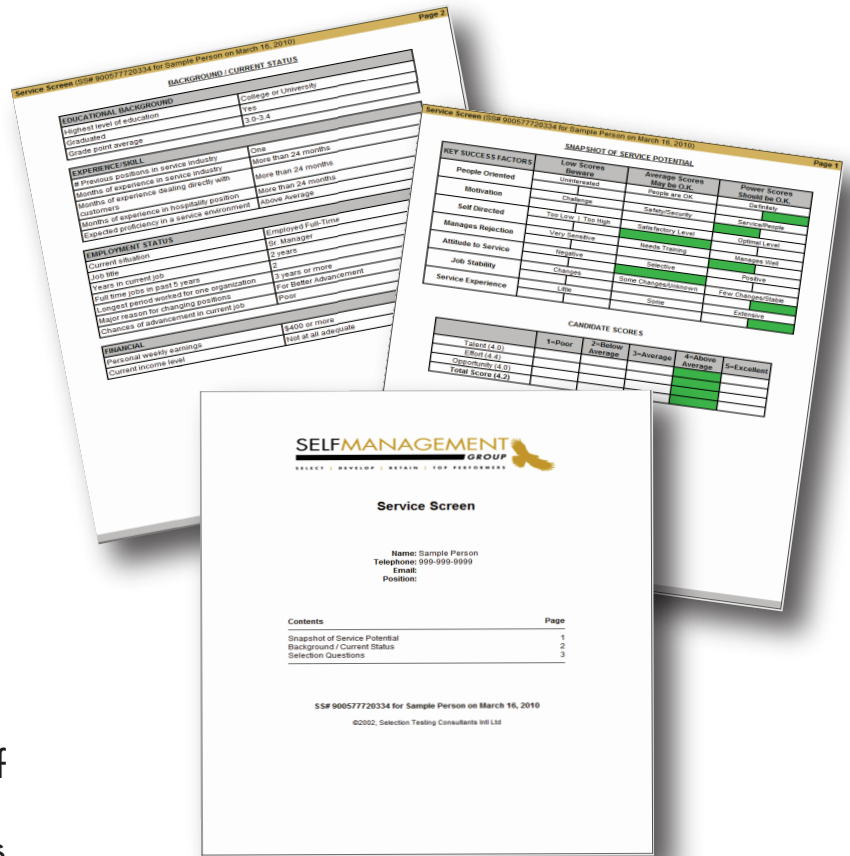 Service Screen (SS# 900577720334 for Sample Person on March 16, 2010) Page 2
BACKGROUND / CURRENT STATUS
EDUCATIONAL BACKGROUND
Highest level of education College or University
Graduated Yes
Grade point average 3.0-3.4
EXPERIENCE/SKILL
# Previous positions in service industry One
Months of experience in service industry More than 24 months
Months of experience dealing directly with customers More than 24 months
Months of experience in hospitality position More than 24 months
Expected proficiency in a service environment Above Average
EMPLOYMENT STATUS
Current situation Employed Full-Time
Job title Sr. Manager
Years in current job 2 years
Full time jobs in past 5 years 2
Longest period worked for one organization 3 years or more
Major reason for changing positions For Better Advancement
Chances of advancement in current job Poor
FINANCIAL
Personal weekly earnings $400 or more
Current income level Not at all adequate
Service Screen (SS# 900577720334 for Sample Person on March 16, 2010) Page 1
SNAPSHOT OF SERVICE POTENTIAL
KEY SUCCESS FACTORS Low Scores Beware Average Scores May be O.K. Power Scores Should be O.K.
People Oriented Uninterested People are OK Definitely
Motivation Challenge Safety/Security Service/People
Self Directed Too Low | Too High Satisfactory Level Optimal Level
Manages Rejection Very Sensitive Needs Training Manages Well
Attitude to Service Negative Selective Positive
Job Stability Changes Some Changes/Unknown Few Changes/Stable
Service Experience Little Some Extensive
CANDIDATE SCORES
1=Poor 2=Below Average 3=Average 4=Above Average 5=Excellent
Talent (4.0)
Effort (4.4)
Opportunity (4.0)
Total Score (4.2)
SELFMANAGEMENT
GROUP
SELECT | DEVELOP | RETAIN | TOP PERFORMERS
Service Screen
Name: Sample Person
Telephone: 999-999-9999
Email:
Position:
Contents Page
Snapshot of Service Potential 1
Background / Current Status 2
Selection Questions 3
SS# 900577720334 for Sample Person on March 16, 2010
©2002, Selection Testing Consultants Intl Ltd